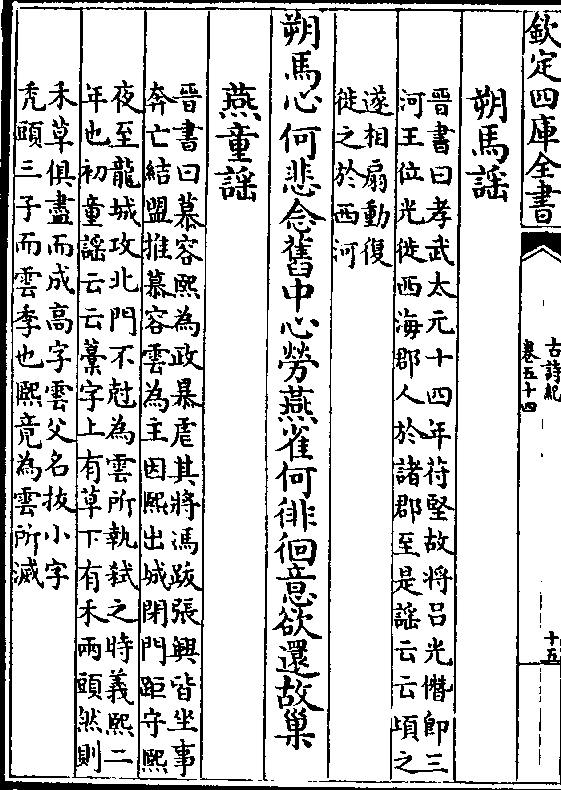 欽定四庫全書
古詩紀
卷五十四
十五
朔馬謠
晉書曰孝武太元十四年苻堅故將吕光僭即三
河王位光徙西海郡人於諸郡至是謠云云頃之
遂相扇動復
徙之於西河
朔馬心何悲念舊中心勞燕雀何徘徊意欲還故巢
燕童謠
晉書曰慕容熙為政暴虐其將馮跋張興皆坐事
奔亡結盟推慕容雲為主因熙出城閉門距守熙
夜至龍城攻北門不尅為雲所執弑之時義熙二
年也初童謠云云藁字上有草下有禾兩頭然則
禾草俱盡而成高字雲父名拔小字
禿頭三子而雲季也熙竟為雲所滅